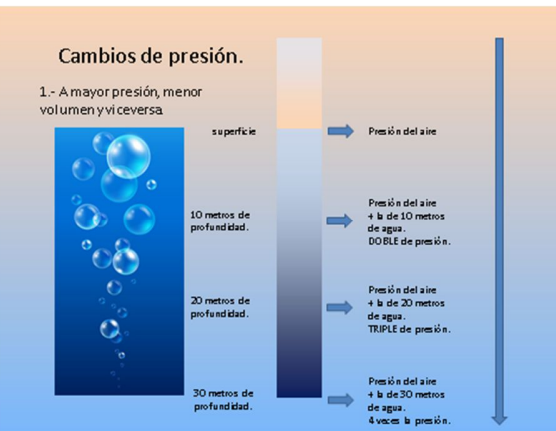 Cambios de presión.
1.- A mayor presión, menor
volumen y viceversa.
superficie
Presión del aire
10 metros de
profundidad.
Presión del aire
+ la de 10 metros
de agua.
DOBLE de presión.
20 metros de
profundidad.
Presión del aire
+ la de 20 metros
de agua.
TRIPLE de presión.
30 metros de
profundidad.
Presión del aire
+ la de 30 metros
de agua.
4 veces la presión.